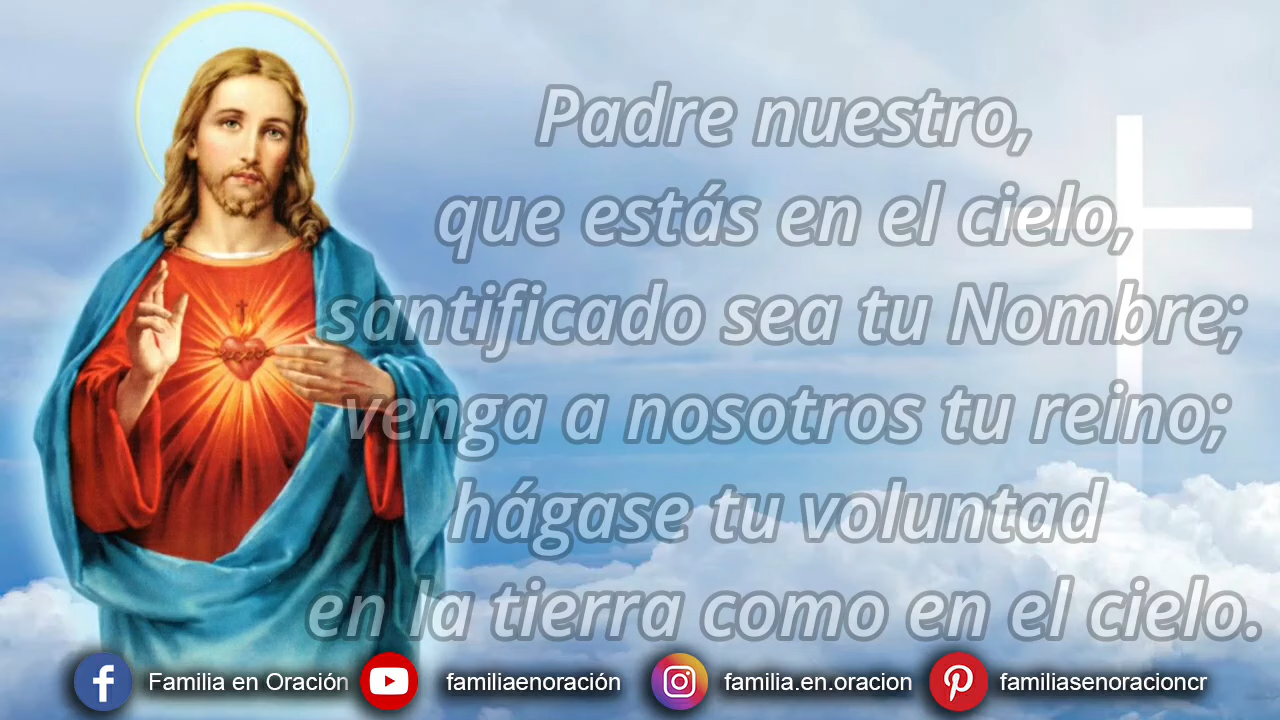 Padre nuestro,
que estás en el cielo,
santificado sea tu Nombre;
venga a nosotros tu reino;
hágase tu voluntad
en la tierra como en el cielo.
Familia en Oración familiaenoración familia.en.oracion familiasenoracioncr